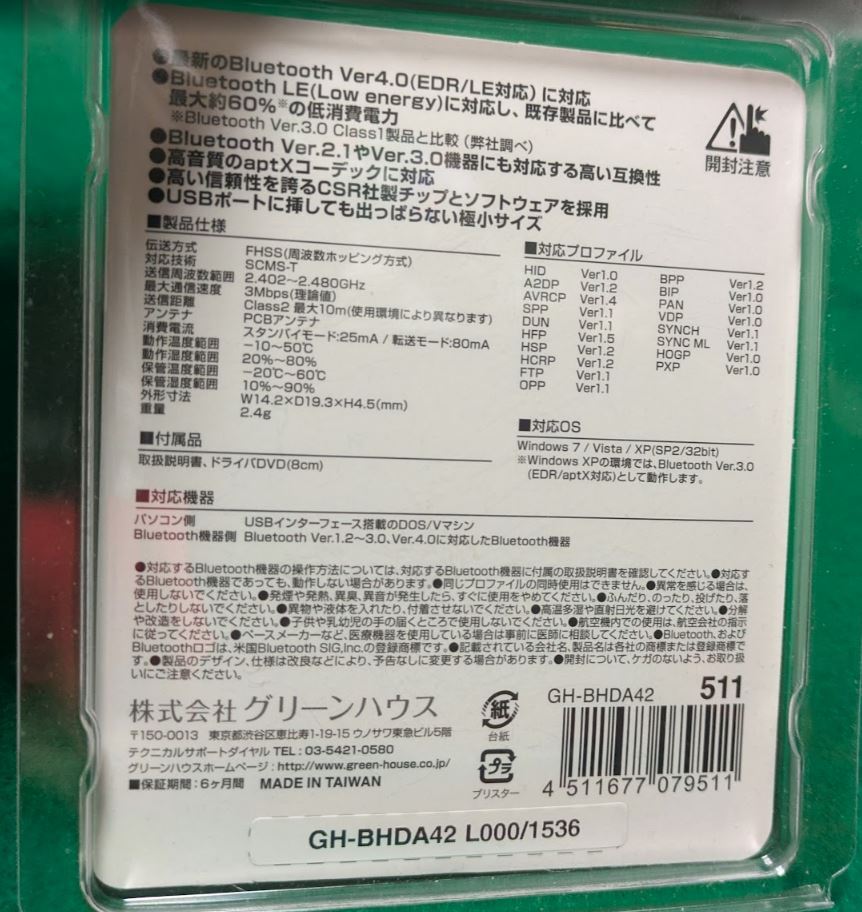 ●最新のBluetooth Ver4.0(EDR/LE対応) に対応
●Bluetooth LE(Low energy)に対応し、既存製品に比べて
最大約60%※の低消費電力
※Bluetooth Ver.3.0 Class1製品と比較 (弊社調べ)
●Bluetooth Ver.2.1やVer.3.0機器にも対応する高い互換性
●高音質のaptXコーデックに対応
●高い信頼性を誇るCSR社製チップとソフトウェアを採用
●USBポートに挿しても出っぱらない極小サイズ
開封注意
■製品仕様
伝送方式 FHSS(周波数ホッピング方式)
対応技術 SCMS-T
送信周波数範囲 2.402~2.480GHz
最大通信速度 3Mbps(理論値)
送信距離 Class2 最大10m(使用環境により異なります)
アンテナ PCBアンテナ
消費電流 スタンバイモード:25mA / 転送モード:80mA
動作温度範囲 -10~50℃
動作湿度範囲 20%~80%
保管温度範囲 -20℃~60℃
保管湿度範囲 10%~90%
外形寸法 W14.2×D19.3×H4.5(mm)
重量 2.4g
■対応プロファイル
HID Ver1.0
A2DP Ver1.2
AVRCP Ver1.4
SPP Ver1.1
DUN Ver1.1
HFP Ver1.5
HSP Ver1.2
HCRP Ver1.2
FTP Ver1.1
OPP Ver1.1
BPP Ver1.2
BIP Ver1.0
PAN Ver1.0
VDP Ver1.0
SYNCH Ver1.1
SYNC ML Ver1.1
HOGP Ver1.0
PXP Ver1.0
■付属品
取扱説明書、ドライバDVD(8cm)
■対応OS
Windows 7 / Vista / XP(SP2/32bit)
※Windows XPの環境では、Bluetooth Ver.3.0
(EDR/aptX対応)として動作します。
■対応機器
パソコン側 USBインターフェース搭載のDOS/Vマシン
Bluetooth機器側 Bluetooth Ver.1.2~3.0、Ver.4.0に対応したBluetooth機器
●対応するBluetooth機器の操作方法については、対応するBluetooth機器に付属の取扱説明書を確認してください。●対応す
るBluetooth機器であっても、動作しない場合があります。●同じプロファイルの同時使用はできません。●異常を感じる場合は、
使用しないでください。●発煙や発熱、異臭、異音が発生したら、すぐに使用をやめてください。●ふんだり、のったり、投げたり、落
としたりしないでください。●異物や液体を入れたり、付着させないでください。●高温多湿や直射日光を避けてください。●分解
や改造をしないでください。●子供や乳幼児の手の届くところで使用しないでください。●航空機内での使用は、航空会社の指示
に従ってください。●ペースメーカーなど、医療機器を使用している場合は事前に医師に相談してください。●Bluetooth、および
Bluetoothロゴは、米国Bluetooth SIG,Inc.の登録商標です。●記載されている会社名、製品名は各社の商標または登録商標で
す。●製品のデザイン、仕様は改良などにより、予告なしに変更する場合があります。●開封について、ケガのないよう、お取り扱
いにご注意ください。
株式会社 グリーンハウス
〒150-0013 東京都渋谷区恵比寿1-19-15 ウノサワ東急ビル5階
テクニカルサポートダイヤル TEL : 03-5421-0580
グリーンハウスホームページ : http://www.green-house.co.jp/
■保証期間 : 6ヶ月間 MADE IN TAIWAN
紙
台紙
プラ
ブリスター
GH-BHDA42 511
4 511677 079511
GH-BHDA42 L000/1536